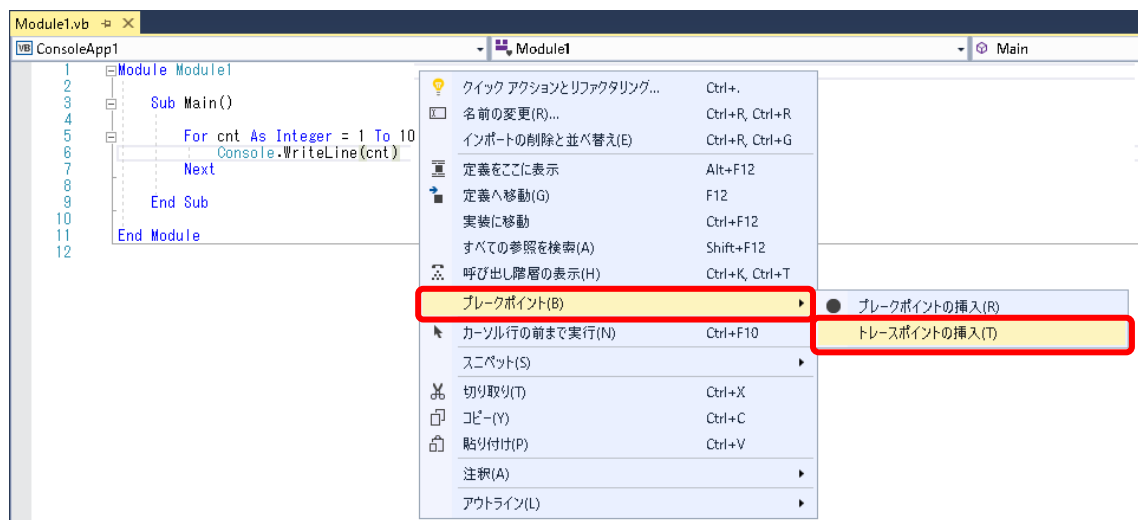 Module1.vb
VB ConsoleApp1 Module1 Main
1 Module Module1
2
3 Sub Main()
4
5 For cnt As Integer = 1 To 10
6 Console.WriteLine(cnt)
7 Next
8
9 End Sub
10
11 End Module
12
クイック アクションとリファクタリング... Ctrl+.
名前の変更(R)... Ctrl+R, Ctrl+R
インポートの削除と並べ替え(E) Ctrl+R, Ctrl+G
定義をここに表示 Alt+F12
定義へ移動(G) F12
実装に移動 Ctrl+F12
すべての参照を検索(A) Shift+F12
呼び出し階層の表示(H) Ctrl+K, Ctrl+T
ブレークポイント(B)
ブレークポイントの挿入(R)
トレースポイントの挿入(T)
カーソル行の前まで実行(N) Ctrl+F10
スニペット(S)
切り取り(T) Ctrl+X
コピー(Y) Ctrl+C
貼り付け(P) Ctrl+V
注釈(A)
アウトライン(L)